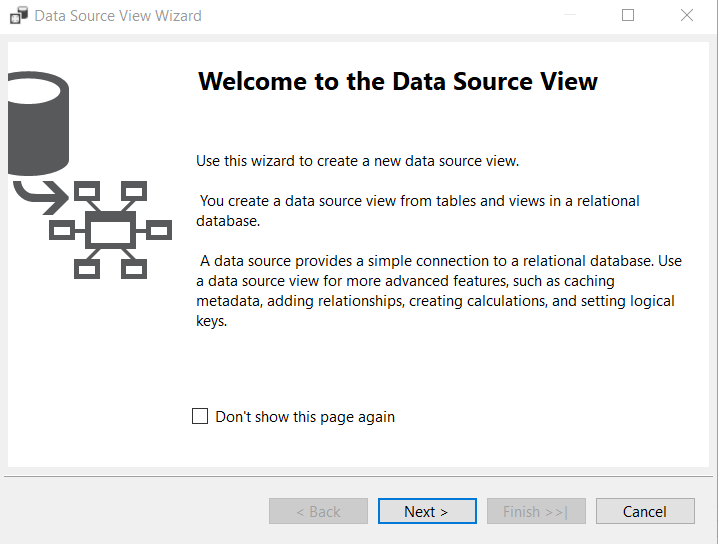 Data Source View Wizard
Welcome to the Data Source View
Use this wizard to create a new data source view.
You create a data source view from tables and views in a relational
database.
A data source provides a simple connection to a relational database. Use
a data source view for more advanced features, such as caching
metadata, adding relationships, creating calculations, and setting logical
keys.
Don't show this page again
< Back
Next >
Finish >>|
Cancel